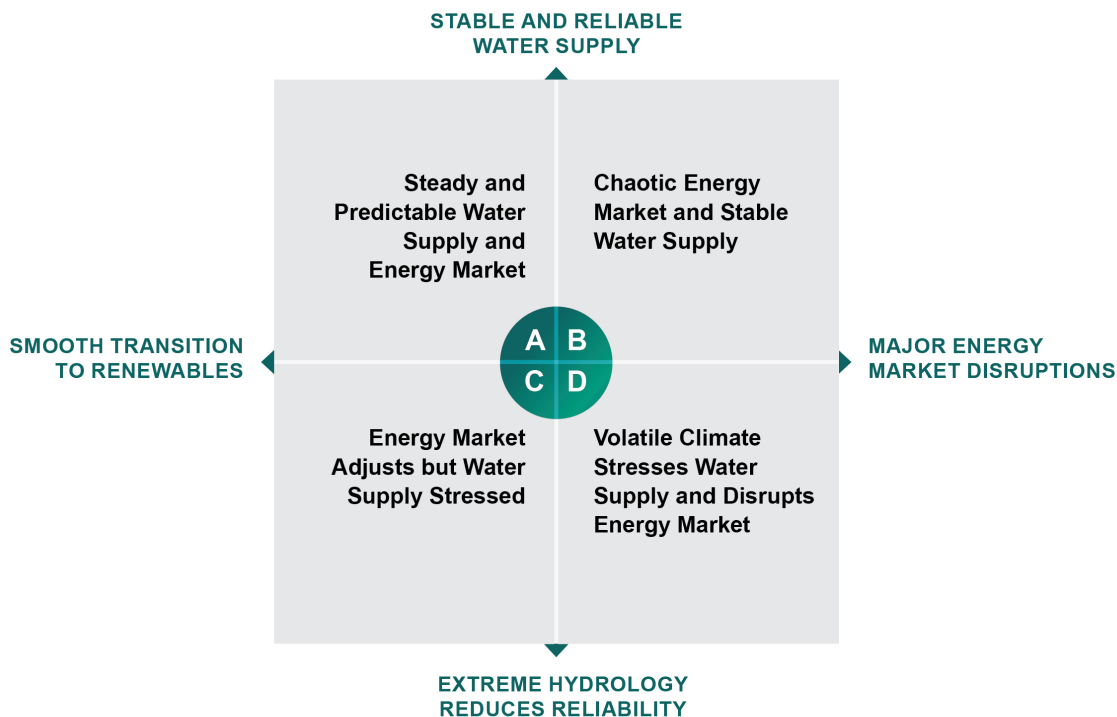 STABLE AND RELIABLE
WATER SUPPLY
Steady and
Predictable Water
Supply and
Energy Market
Chaotic Energy
Market and Stable
Water Supply
SMOOTH TRANSITION
TO RENEWABLES
A B
C D
MAJOR ENERGY
MARKET DISRUPTIONS
Energy Market
Adjusts but Water
Supply Stressed
Volatile Climate
Stresses Water
Supply and Disrupts
Energy Market
EXTREME HYDROLOGY
REDUCES RELIABILITY